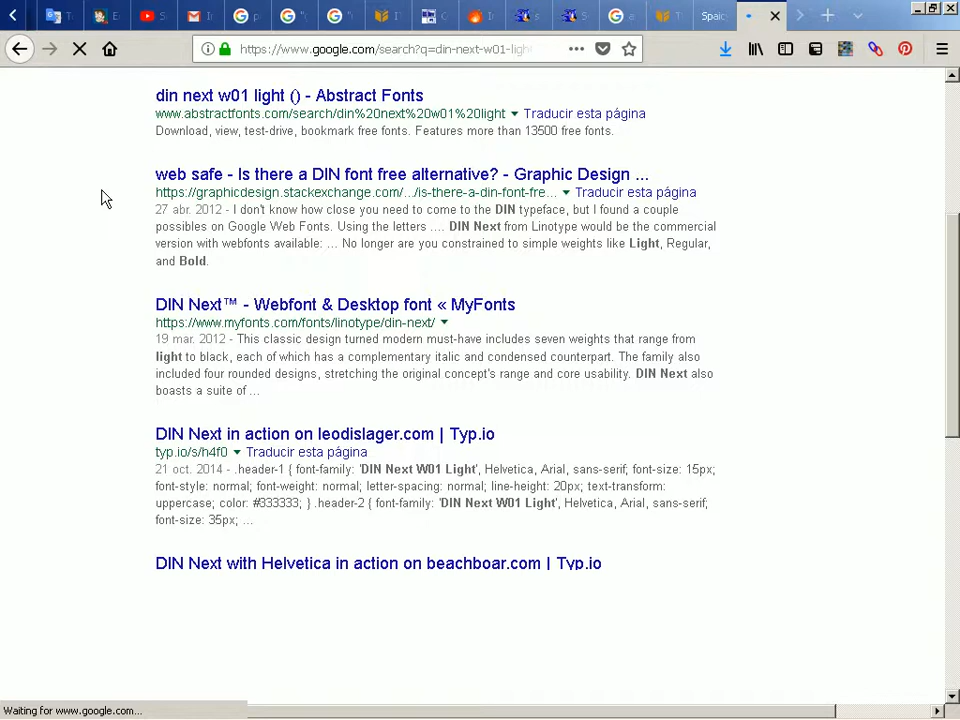 Spaic
https://www.google.com/search?q=din-next-w01-ligh
din next w01 light () - Abstract Fonts
www.abstractfonts.com/search/din%20next%20w01%20light Traducir esta página
Download, view, test-drive, bookmark free fonts. Features more than 13500 free fonts.
web safe - Is there a DIN font free alternative? - Graphic Design ...
https://graphicdesign.stackexchange.com/.../is-there-a-din-font-fre... Traducir esta página
27 abr. 2012 - I don't know how close you need to come to the DIN typeface, but I found a couple
possibles on Google Web Fonts. Using the letters .... DIN Next from Linotype would be the commercial
version with webfonts available: ... No longer are you constrained to simple weights like Light, Regular,
and Bold.
DIN Next™ - Webfont & Desktop font « MyFonts
https://www.myfonts.com/fonts/linotype/din-next/
19 mar. 2012 - This classic design turned modern must-have includes seven weights that range from
light to black, each of which has a complementary italic and condensed counterpart. The family also
included four rounded designs, stretching the original concept's range and core usability. DIN Next also
boasts a suite of ...
DIN Next in action on leodislager.com | Typ.io
typ.io/s/h4f0 Traducir esta página
21 oct. 2014 - .header-1 { font-family: 'DIN Next W01 Light', Helvetica, Arial, sans-serif; font-size: 15px;
font-style: normal; font-weight: normal; letter-spacing: normal; line-height: 20px; text-transform:
uppercase; color: #333333; } .header-2 { font-family: 'DIN Next W01 Light', Helvetica, Arial, sans-serif;
font-size: 35px; ...
DIN Next with Helvetica in action on beachboar.com | Typ.io
Waiting for www.google.com...